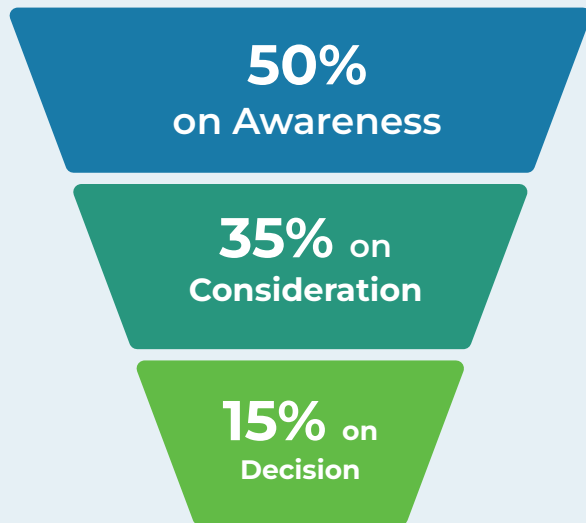 50%
on Awareness
35% on
Consideration
15% on
Decision